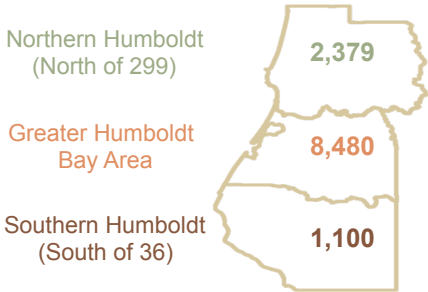 Northern Humboldt
(North of 299)
2,379
Greater Humboldt
Bay Area
8,480
Southern Humboldt
(South of 36)
1,100